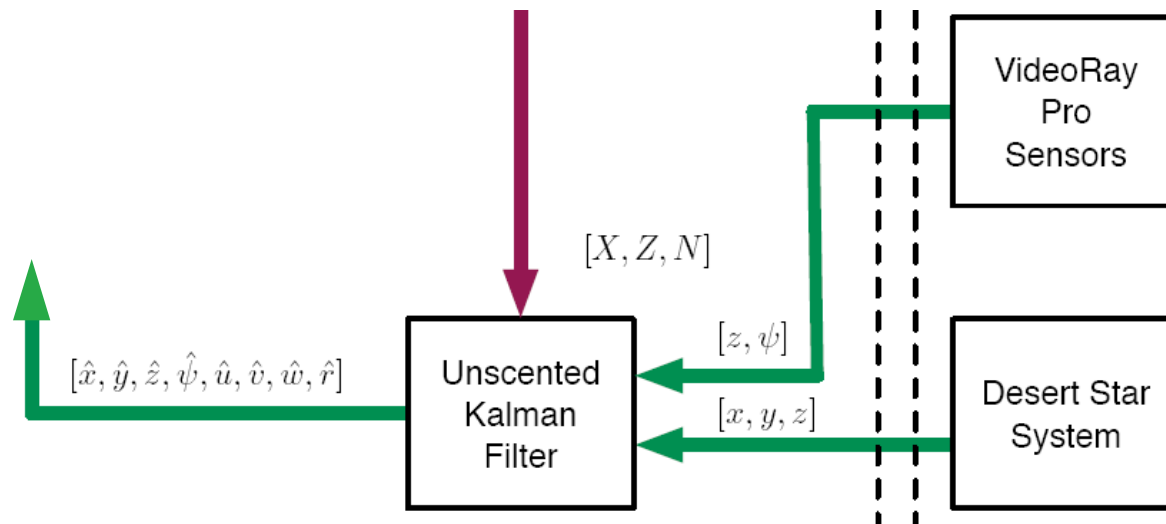 VideoRay
Pro
Sensors
[X, Z, N]
[z, ψ]
[x̂, ŷ, ẑ, ψ̂, û, v̂, ŵ, r̂]
Unscented
Kalman
Filter
[x, y, z]
Desert Star
System